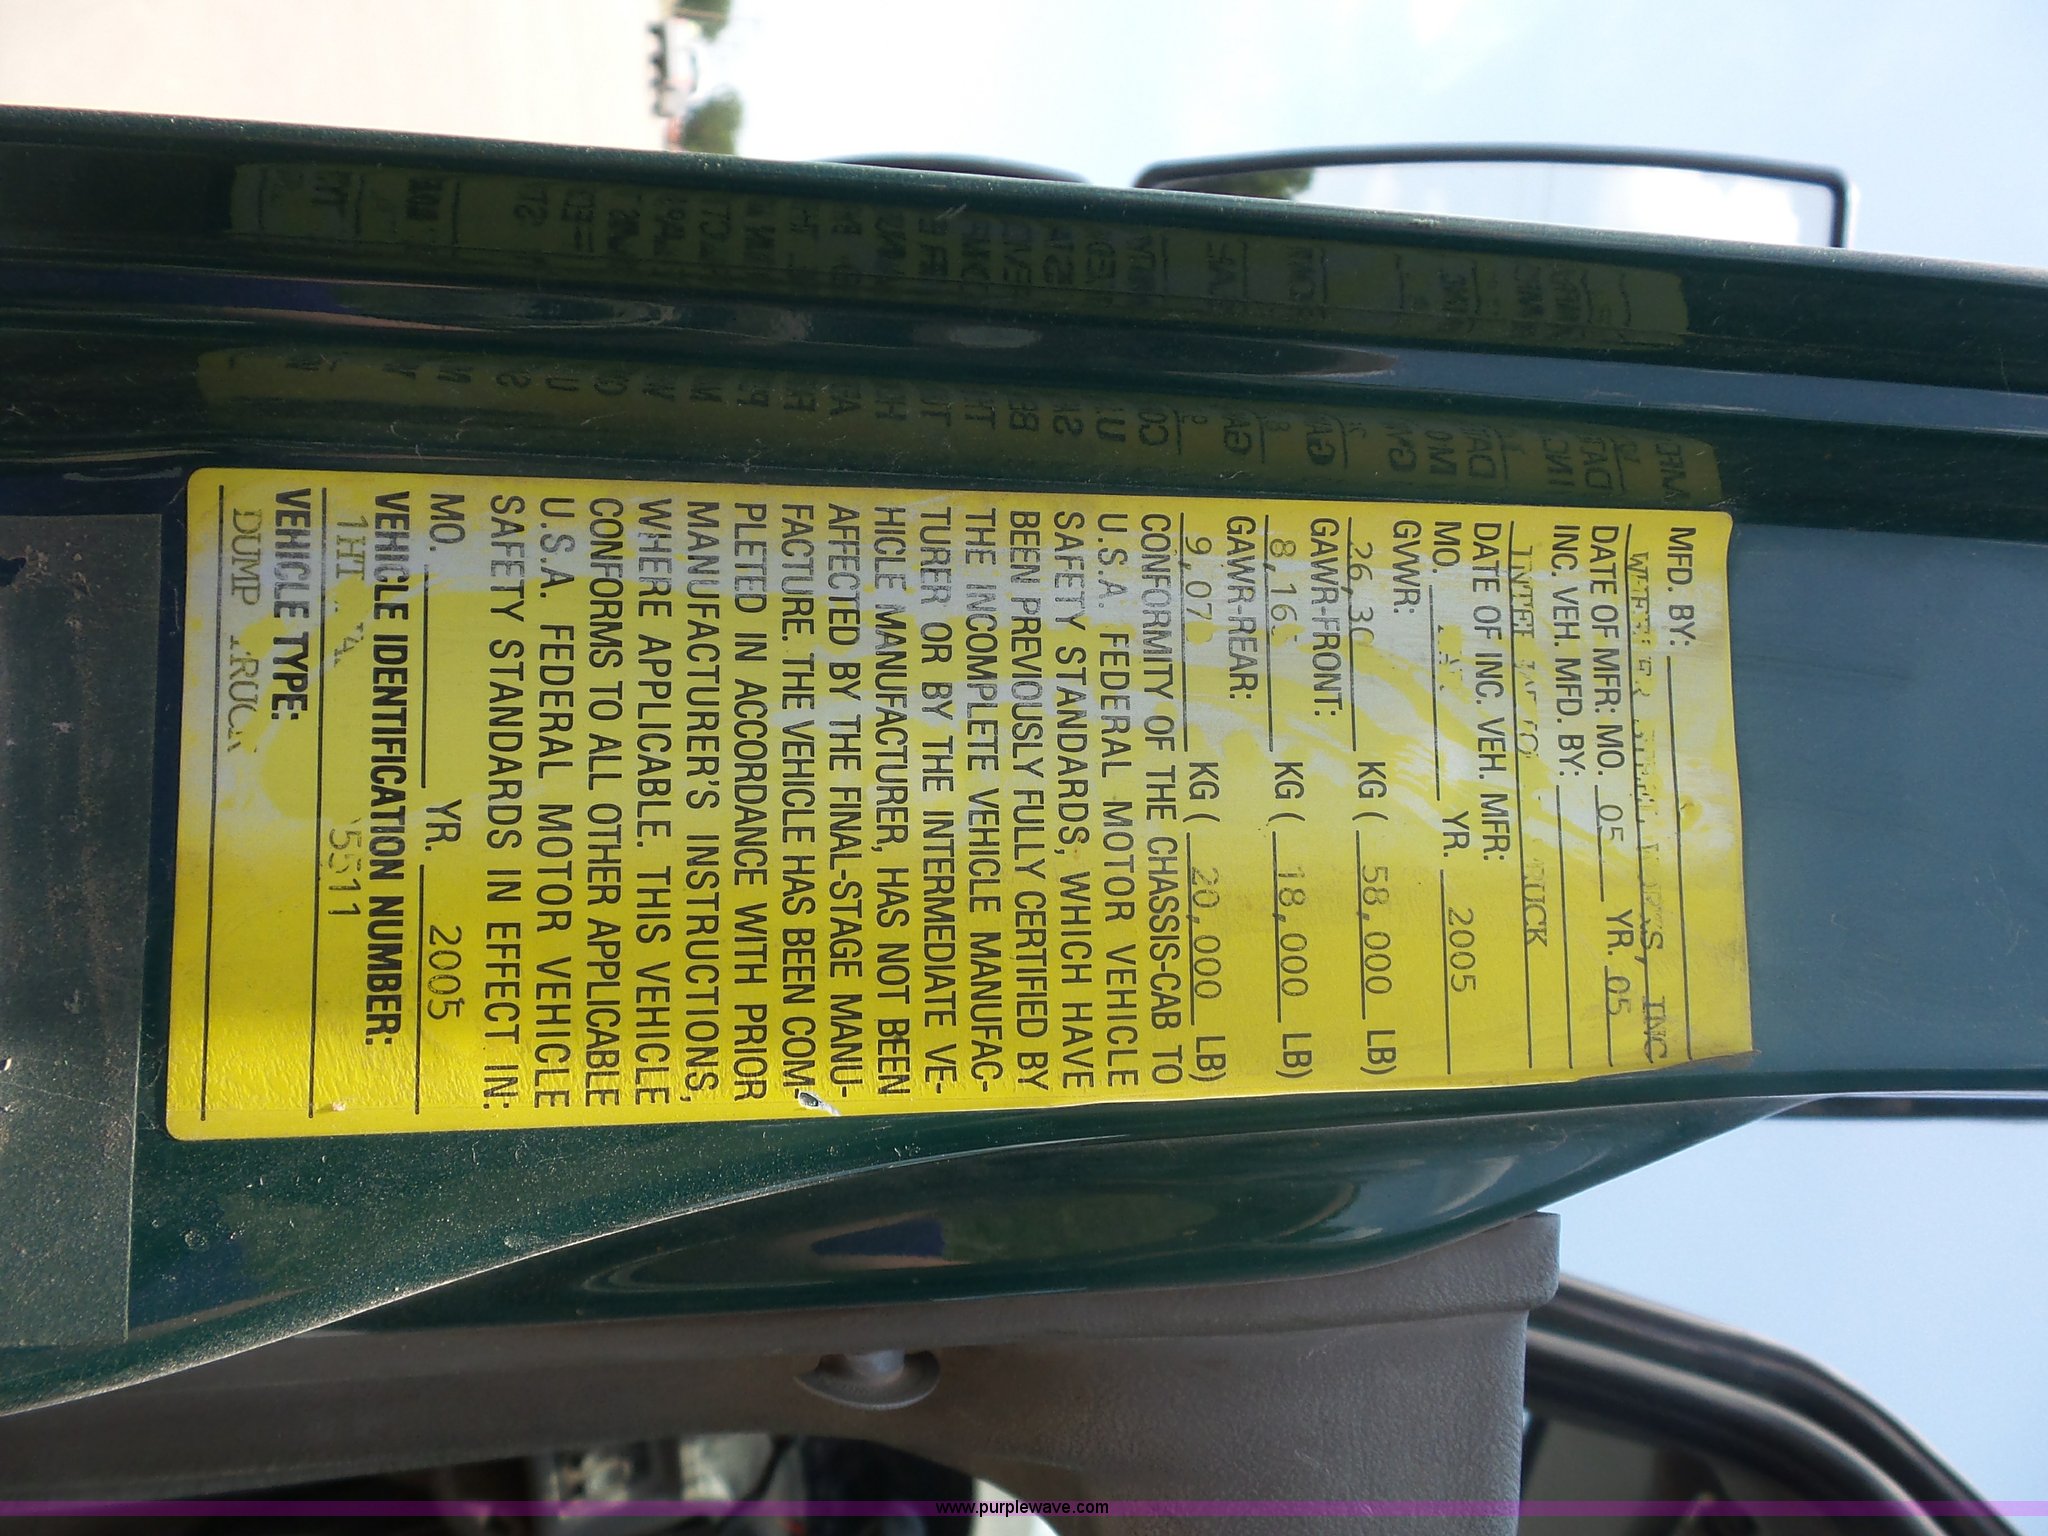 MFD. BY:
INC
DATE OF MFR: MO. 05 YR. 05
INC. VEH. MFD. BY:
TRUCK
DATE OF INC. VEH. MFR:
MO. YR. 2005
GVWR:
KG ( 58,000 LB)
GAWR-FRONT:
KG ( 18,000 LB)
GAWR-REAR:
KG ( 20,000 LB)
CONFORMITY OF THE CHASSIS-CAB TO
U.S.A. FEDERAL MOTOR VEHICLE
SAFETY STANDARDS, WHICH HAVE
BEEN PREVIOUSLY FULLY CERTIFIED BY
THE INCOMPLETE VEHICLE MANUFAC-
TURER OR BY THE INTERMEDIATE VE-
HICLE MANUFACTURER, HAS NOT BEEN
AFFECTED BY THE FINAL-STAGE MANU-
FACTURE. THE VEHICLE HAS BEEN COM-
PLETED IN ACCORDANCE WITH PRIOR
MANUFACTURER'S INSTRUCTIONS,
WHERE APPLICABLE. THIS VEHICLE
CONFORMS TO ALL OTHER APPLICABLE
U.S.A. FEDERAL MOTOR VEHICLE
SAFETY STANDARDS IN EFFECT IN:
MO. YR. 2005
VEHICLE IDENTIFICATION NUMBER:
VEHICLE TYPE:
DUMP TRUCK
www.purplewave.com